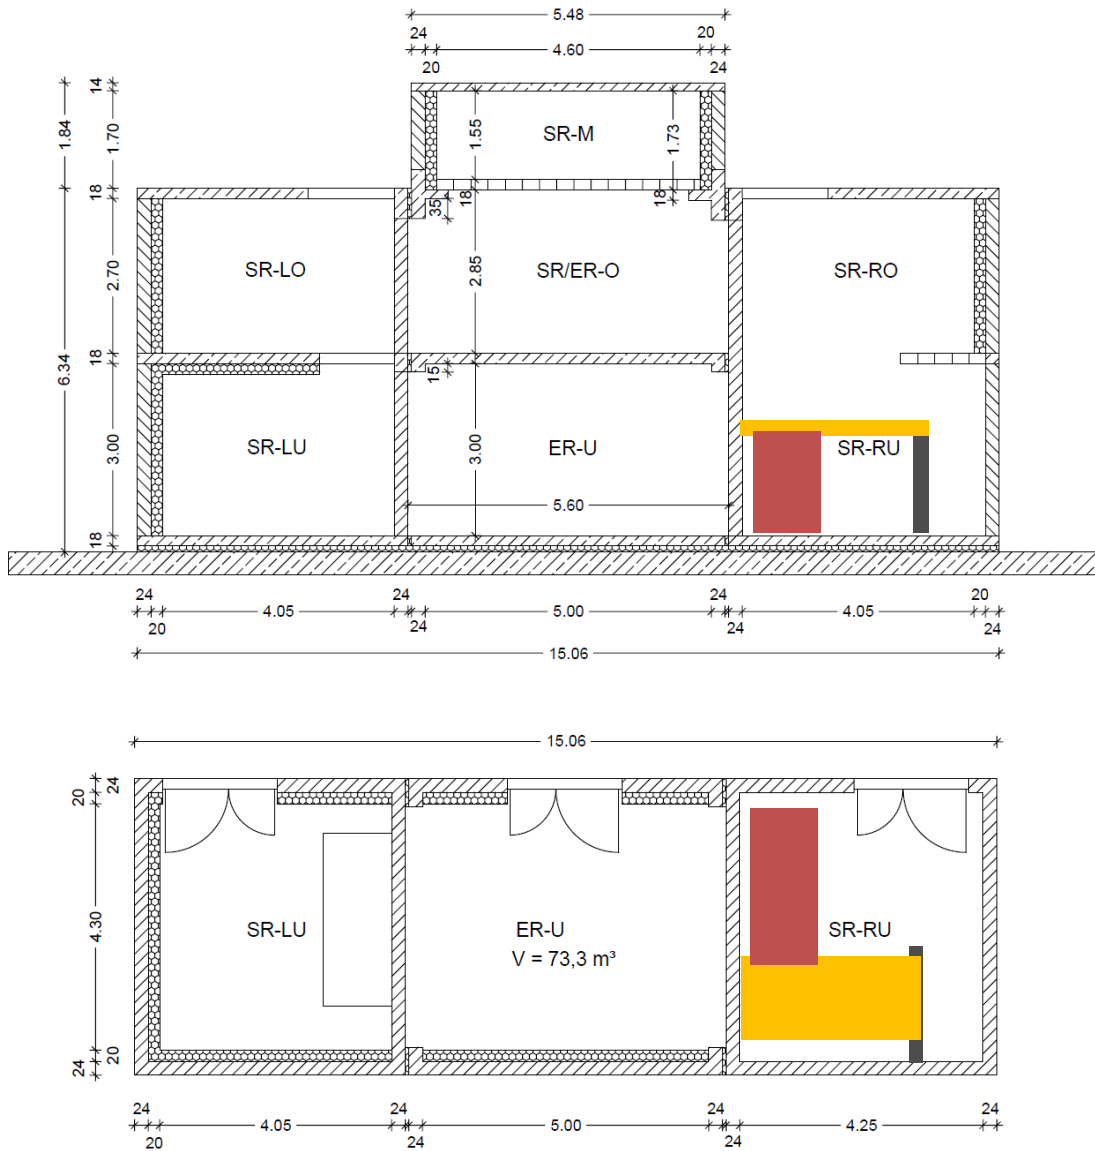 5.48
24 20
4.60
20 24
14
1.84
1.70
1.55
1.73
SR-M
18
18
18
35
SR-LO
SR/ER-O
SR-RO
2.70
2.85
6.34
18
15
SR-LU
ER-U
SR-RU
3.00
3.00
5.60
18
24 24 20
4.05 5.00 4.05
20 24 24 24
15.06
15.06
24
20
SR-LU
ER-U
SR-RU
4.30
V = 73,3 m³
20
24
24 24 24 24
4.05 5.00 4.25
20 24 24